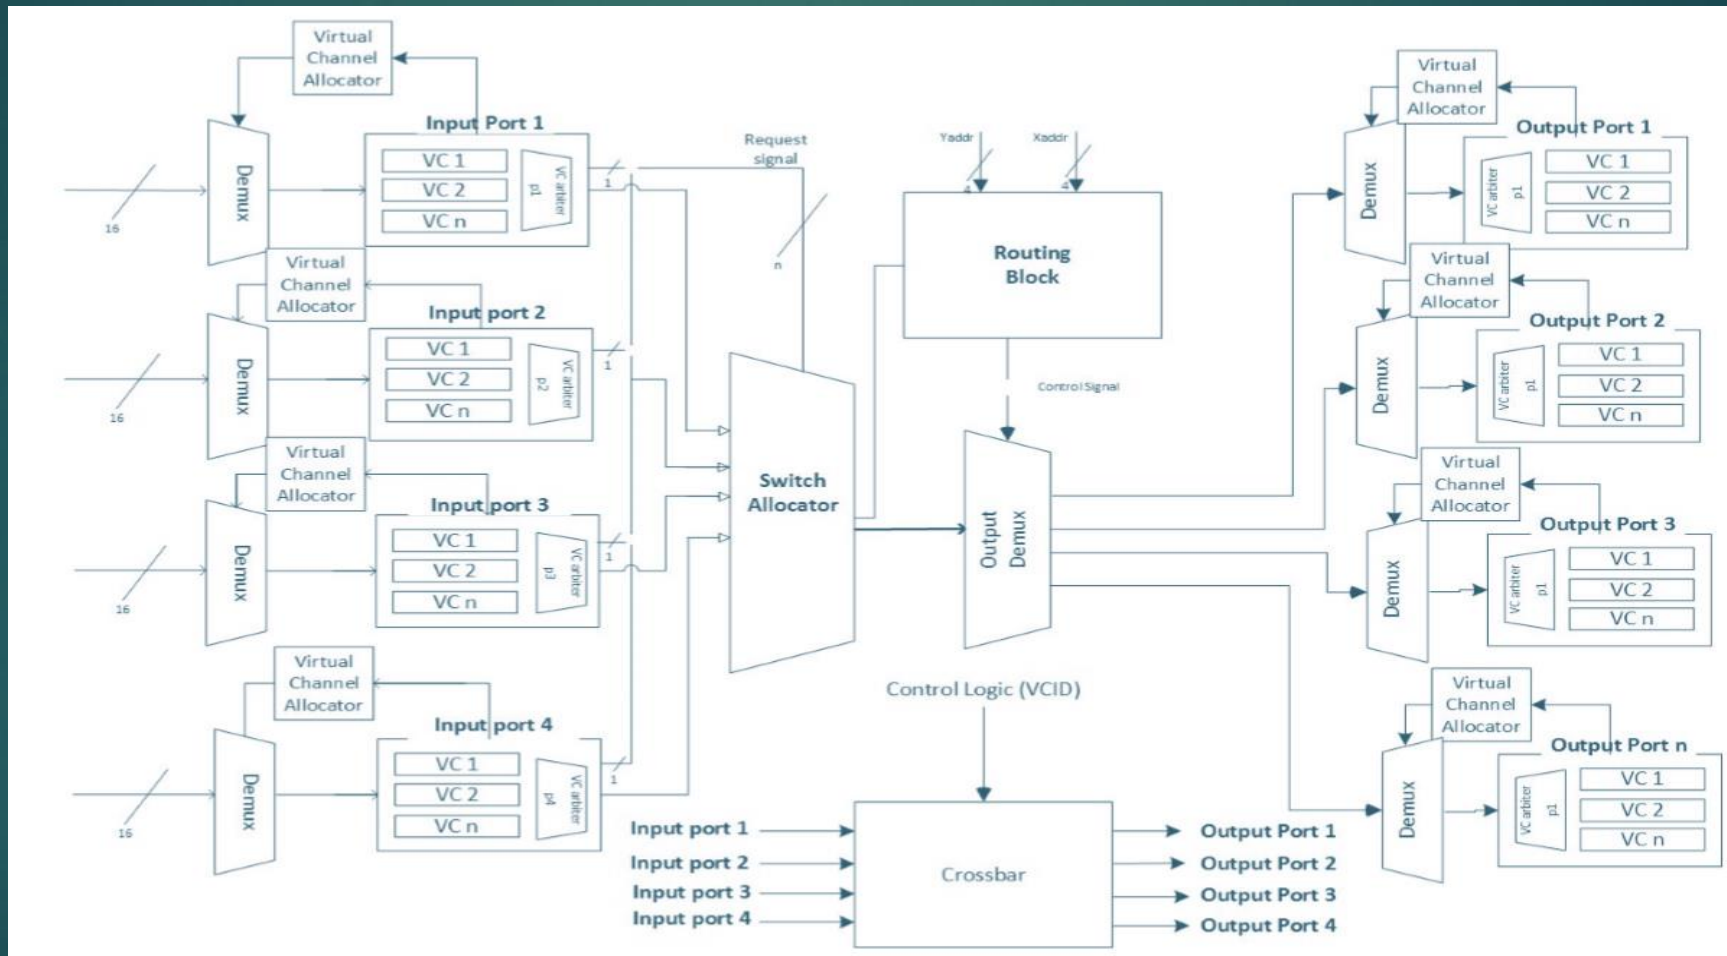 Virtual
Channel
Allocator
Demux
16
Input Port 1
VC 1
VC 2
VC n
VC arbiter
p1
1
Virtual
Channel
Allocator
Demux
16
Input port 2
VC 1
VC 2
VC n
VC arbiter
p2
1
Virtual
Channel
Allocator
Demux
16
Input port 3
VC 1
VC 2
VC n
VC arbiter
p3
1
Virtual
Channel
Allocator
Demux
16
Input port 4
VC 1
VC 2
VC n
VC arbiter
p4
1
Request
signal
n
Switch
Allocator
Yaddr
4
Xaddr
4
Routing
Block
Control Signal
Output
Demux
Control Logic (VCID)
Input port 1
Input port 2
Input port 3
Input port 4
Crossbar
Output Port 1
Output Port 2
Output Port 3
Output Port 4
Virtual
Channel
Allocator
Demux
Output Port 1
VC arbiter
p1
VC 1
VC 2
VC n
Virtual
Channel
Allocator
Demux
Output Port 2
VC arbiter
p1
VC 1
VC 2
VC n
Virtual
Channel
Allocator
Demux
Output Port 3
VC arbiter
p1
VC 1
VC 2
VC n
Virtual
Channel
Allocator
Demux
Output Port n
VC arbiter
p1
VC 1
VC 2
VC n